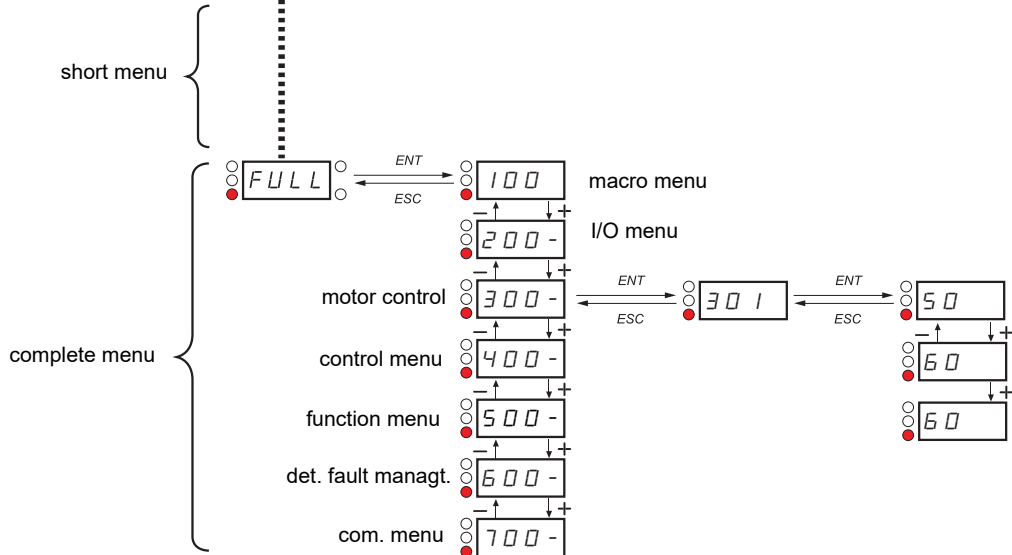 short menu
FULL
ENT
ESC
100
macro menu
− +
200-
I/O menu
− +
motor control
300-
ENT
ESC
301
ENT
ESC
50
− +
− +
control menu
400-
60
− +
+
function menu
500-
60
− +
det. fault managt.
600-
− +
com. menu
700-
complete menu